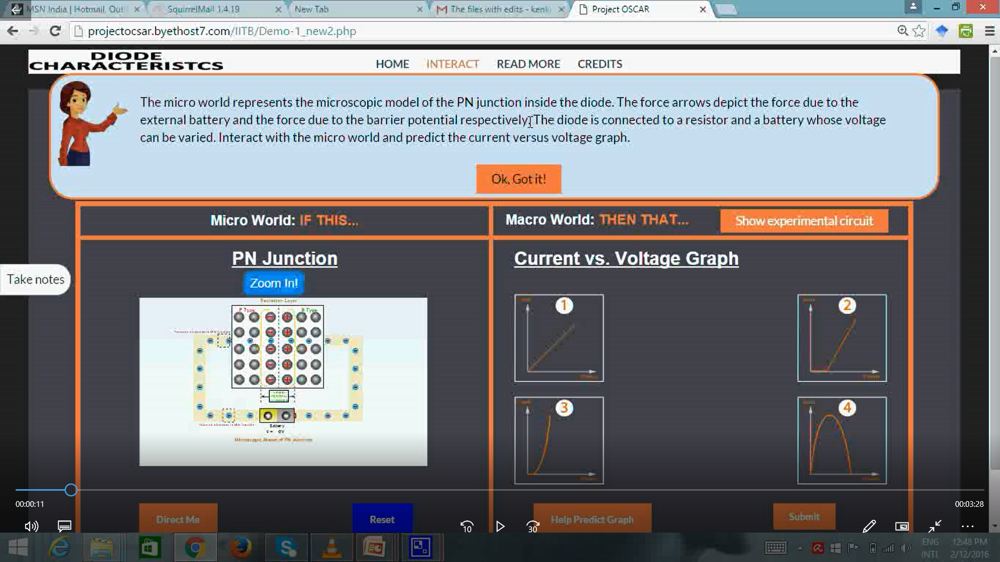 MSN India | Hotmail, Out
SquirrelMail 1.4.19
New Tab
The files with edits - kenk
Project OSCAR
projectocsar.byethost7.com/IITB/Demo-1_new2.php
DIODE
CHARACTERISTCS
HOME INTERACT READ MORE CREDITS
The micro world represents the microscopic model of the PN junction inside the diode. The force arrows depict the force due to the
external battery and the force due to the barrier potential respectively. The diode is connected to a resistor and a battery whose voltage
can be varied. Interact with the micro world and predict the current versus voltage graph.
Ok, Got it!
Micro World: IF THIS...
Macro World: THEN THAT...
Show experimental circuit
PN Junction
Current vs. Voltage Graph
Take notes
Zoom In!
Depletion Layer
P Type
N Type
Battery
V = 0V
1
2
3
4
00:00:11
00:03:28
Direct Me
Reset
Help Predict Graph
Submit
10
30
ENG
INTL
12:48 PM
2/12/2016